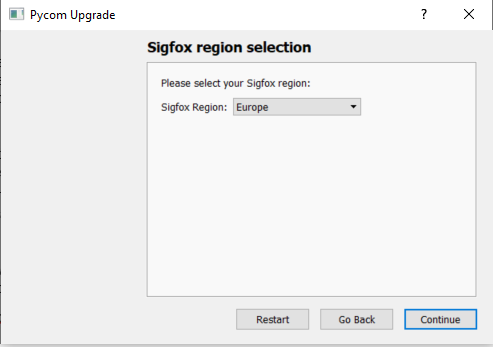 Pycom Upgrade
?
Sigfox region selection
Please select your Sigfox region:
Sigfox Region: Europe
Restart Go Back Continue